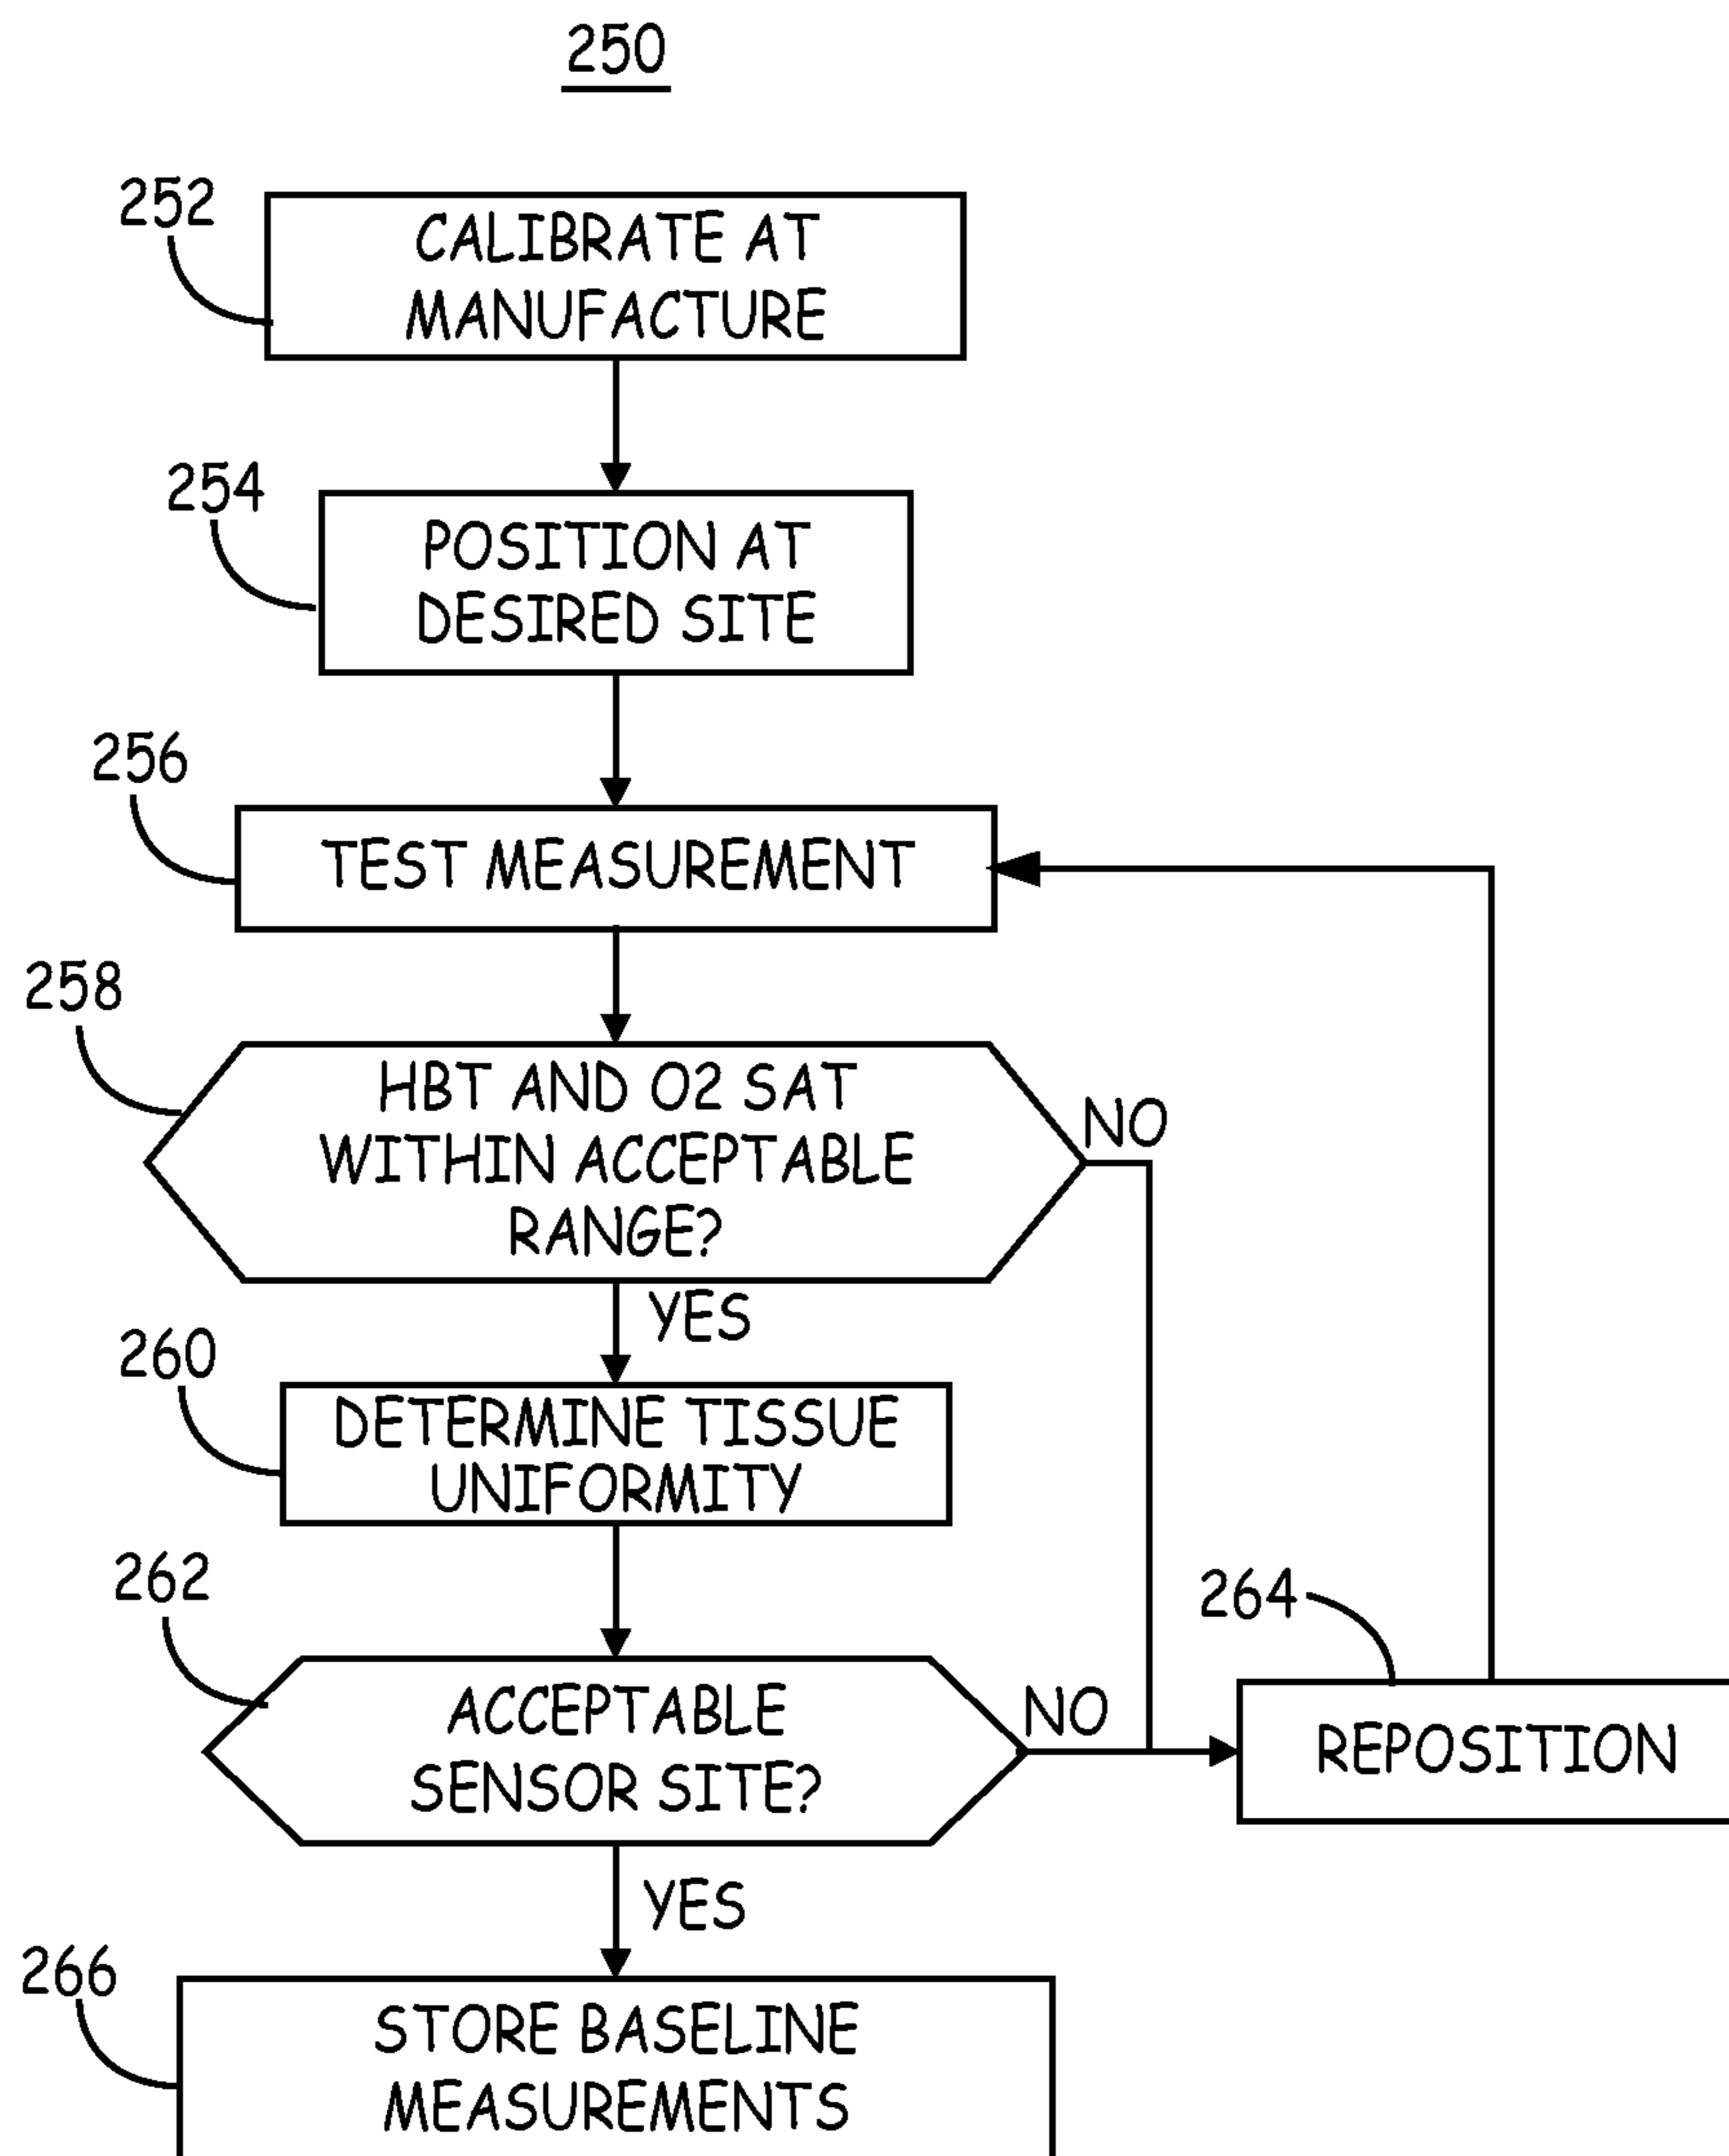 250
252
CALIBRATE AT
MANUFACTURE
254
POSITION AT
DESIRED SITE
256
TEST MEASUREMENT
258
HBT AND O2 SAT
WITHIN ACCEPTABLE
RANGE?
NO
YES
260
DETERMINE TISSUE
UNIFORMITY
262
ACCEPTABLE
SENSOR SITE?
NO
264
REPOSITION
YES
266
STORE BASELINE
MEASUREMENTS